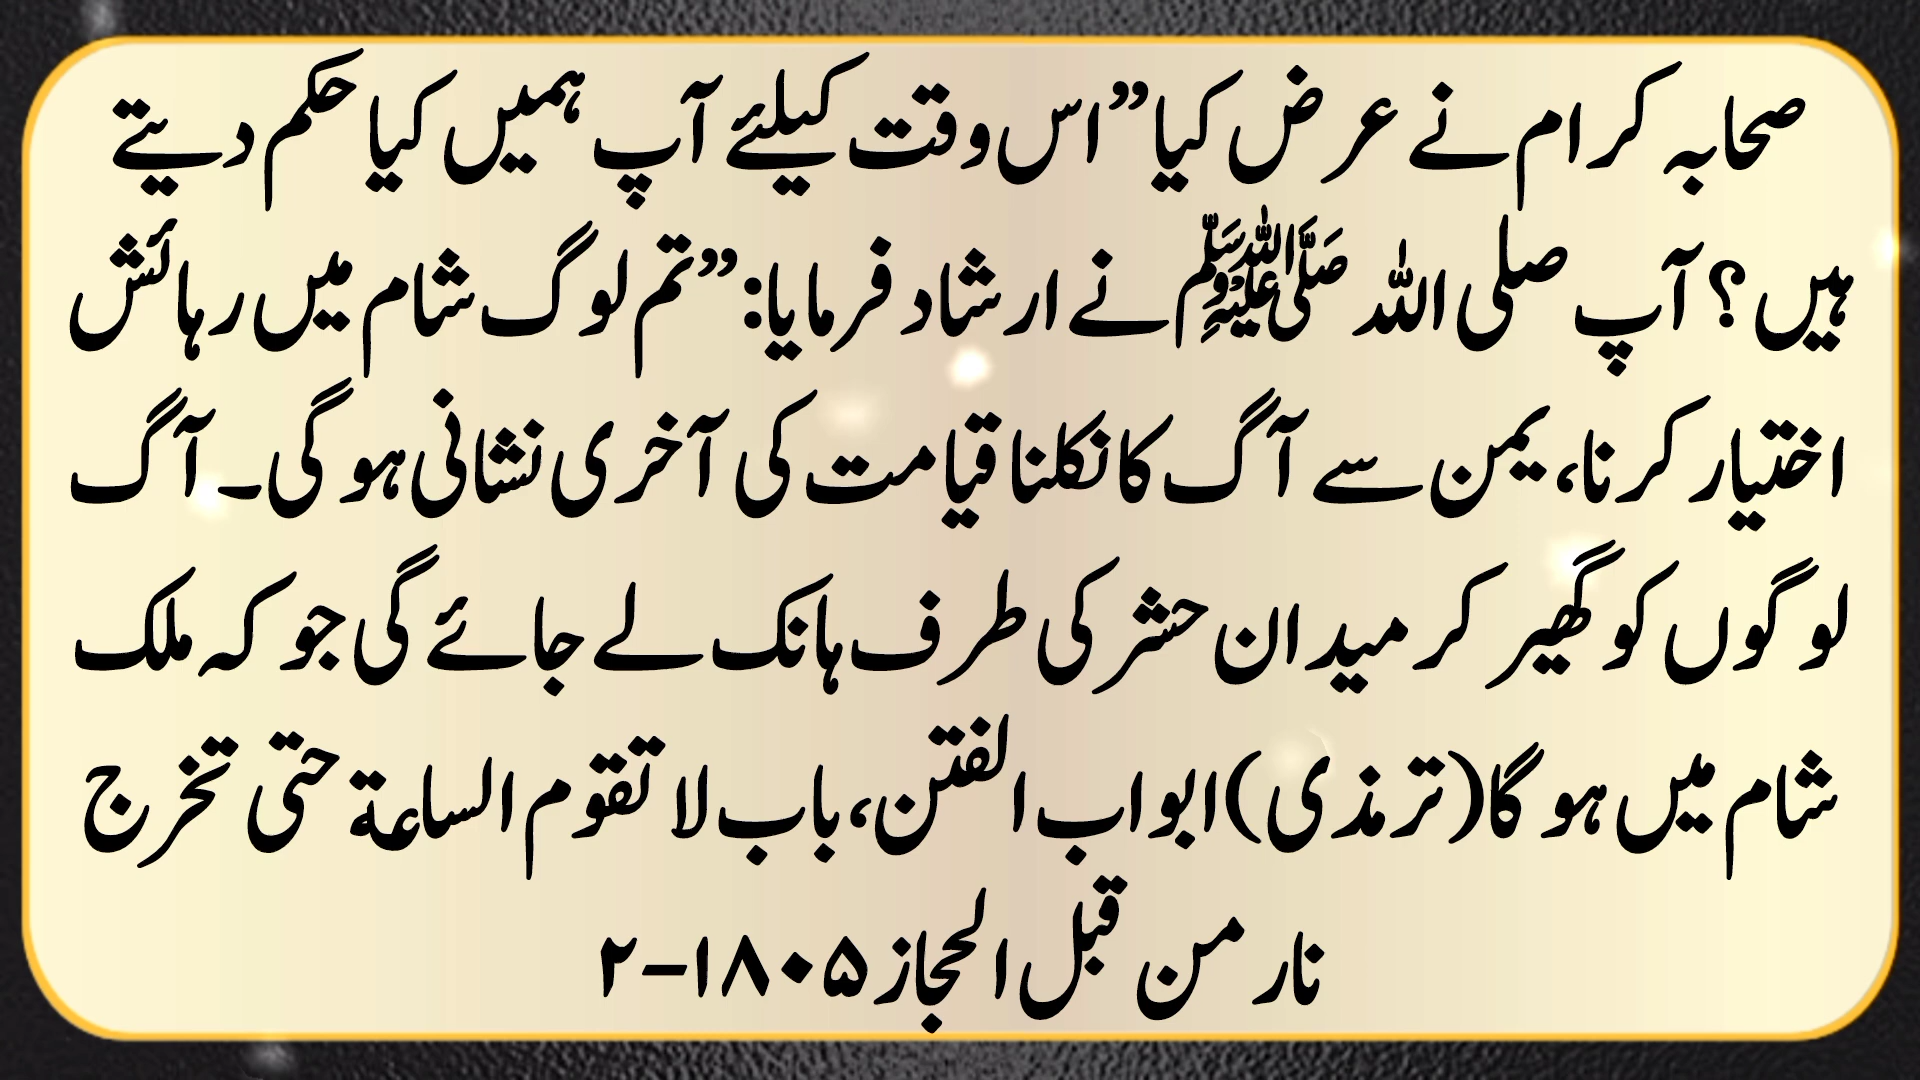 صحابہ کرام نے عرض کیا”اس وقت کیلئے آپ ہمیں کیا حکم دیتے
ہیں؟ آپ صلی اللہ ﷺ نے ارشاد فرمایا:”تم لوگ شام میں رہائش
اختیار کرنا، یمن سے آگ کا نکلنا قیامت کی آخری نشانی ہو گی۔ آگ
لوگوں کو گھیر کر میدان حشر کی طرف ہانک لے جائے گی جو کہ ملک
شام میں ہو گا(ترمذی)ابواب الفتن،باب لا تقوم الساعة حتی تخرج
نار من قبل الحجاز ۱۸۰۵-۲